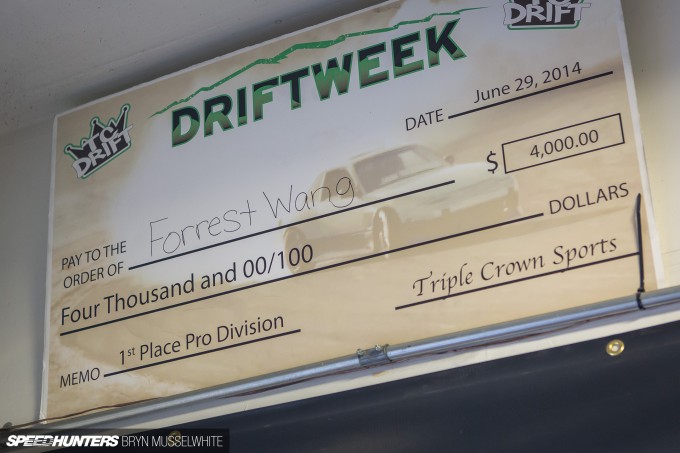 DRIFTWEEK
TC
DRIFT
TC
DRIFT
DATE June 29, 2014
$ 4,000.00
PAY TO THE
ORDER OF Forrest Wang
Four Thousand and 00/100 DOLLARS
MEMO 1st Place Pro Division
Triple Crown Sports
SPEEDHUNTERS BRYN MUSSELWHITE